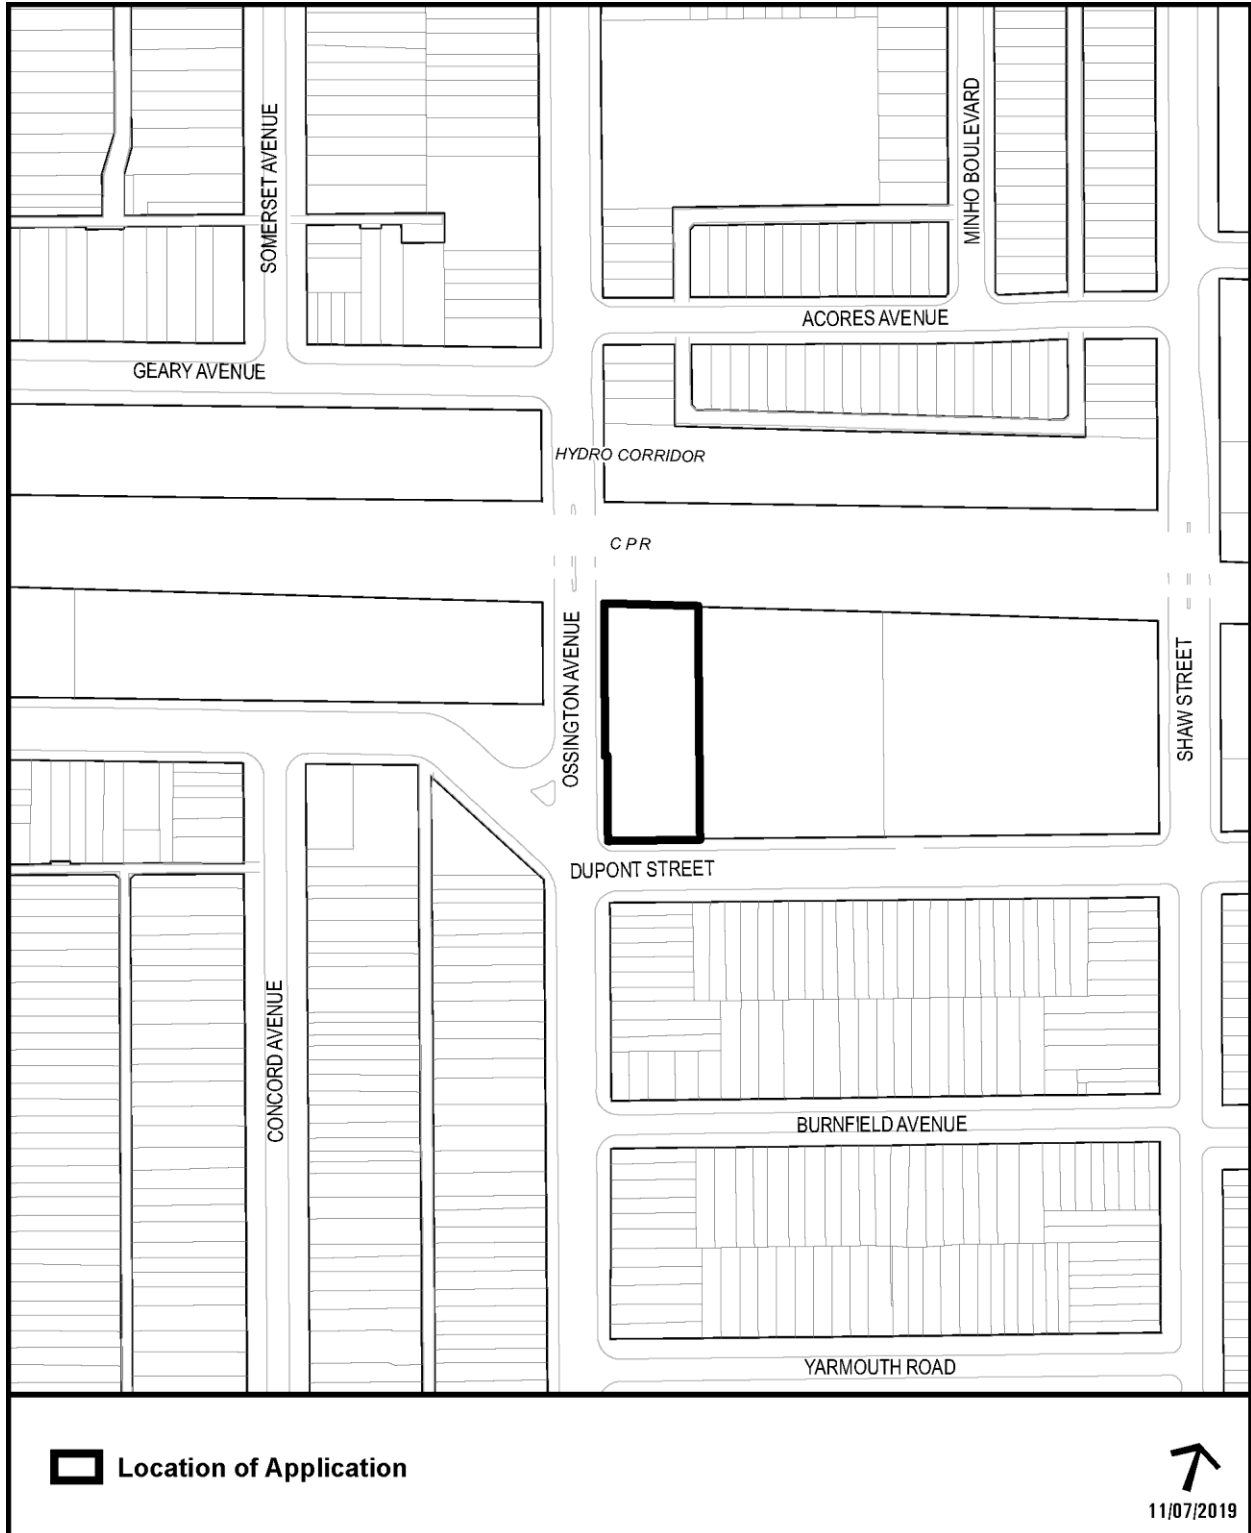 SOMERSET AVENUE
MINHO BOULEVARD
ACORES AVENUE
GEARY AVENUE
HYDRO CORRIDOR
CPR
OSSINGTON AVENUE
SHAW STREET
DUPONT STREET
CONCORD AVENUE
BURNFIELD AVENUE
YARMOUTH ROAD
Location of Application
11/07/2019